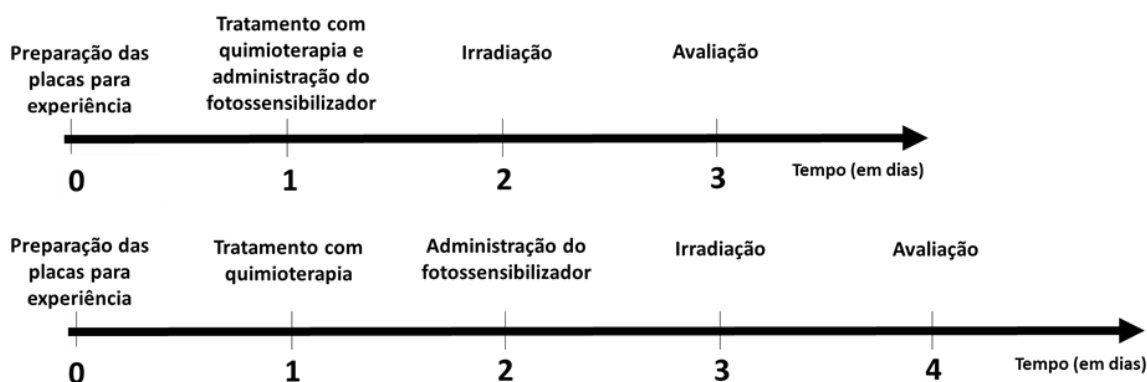 Preparação das
placas para
experiência
Tratamento com
quimioterapia e
administração do
fotossensibilizador
Irradiação
Avaliação
0
1
2
3
Tempo (em dias)
Preparação das
placas para
experiência
Tratamento com
quimioterapia
Administração do
fotossensibilizador
Irradiação
Avaliação
0
1
2
3
4
Tempo (em dias)